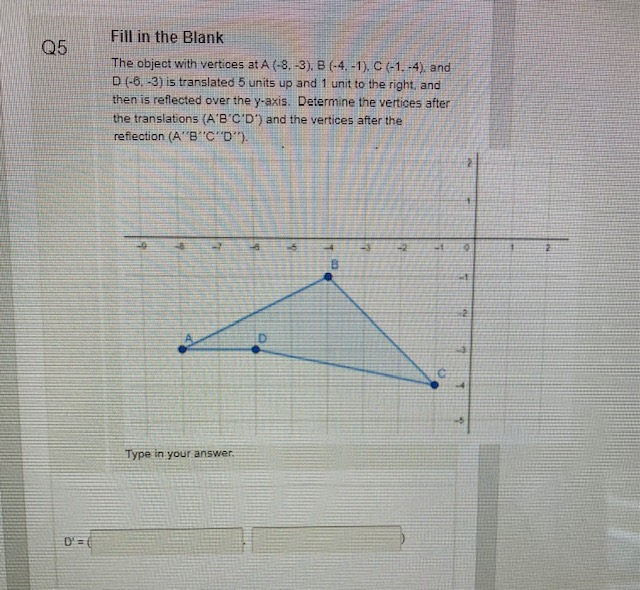 Q5
Fill in the Blank
The object with vertices at A (-8, -3), B (-4, -1), C (-1, -4), and
D (-6, -3) is translated 5 units up and 1 unit to the right, and
then is reflected over the y-axis. Determine the vertices after
the translations (A'B'C'D') and the vertices after the
reflection (A''B''C''D'').
2
1
-9 -8 -7 -6 -5 -4 -3 -2 -1 0 1 2
B
-1
-2
A D
-3
C
-4
-5
Type in your answer.
D' = ( , )